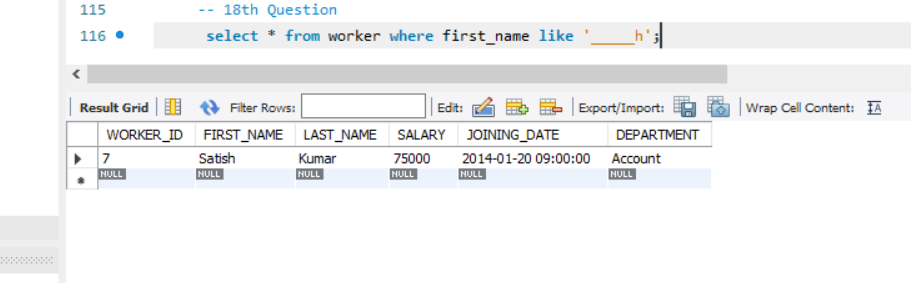 115 -- 18th Question
116 select * from worker where first_name like '_____h';
Result Grid Filter Rows: Edit: Export/Import: Wrap Cell Content: IA
WORKER_ID FIRST_NAME LAST_NAME SALARY JOINING_DATE DEPARTMENT
7 Satish Kumar 75000 2014-01-20 09:00:00 Account
NULL NULL NULL NULL NULL NULL